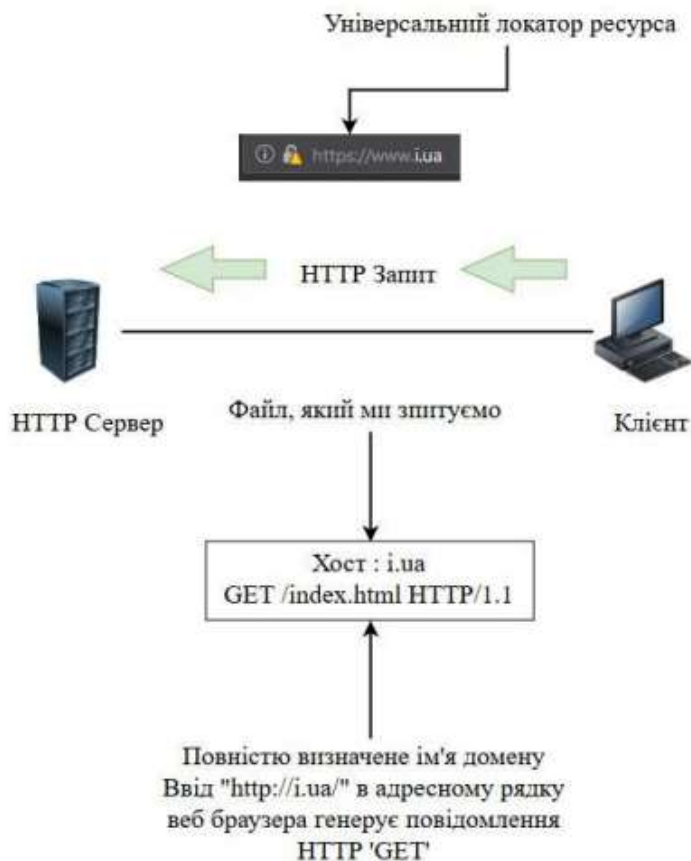 Універсальний локатор ресурса
https://www.i.ua
HTTP Запит
HTTP Сервер
Клієнт
Файл, який ми зпитуємо
Хост : i.ua
GET /index.html HTTP/1.1
Повністю визначене ім'я домену
Ввід "http://i.ua/" в адресному рядку
веб браузера генерує повідомлення
HTTP 'GET'